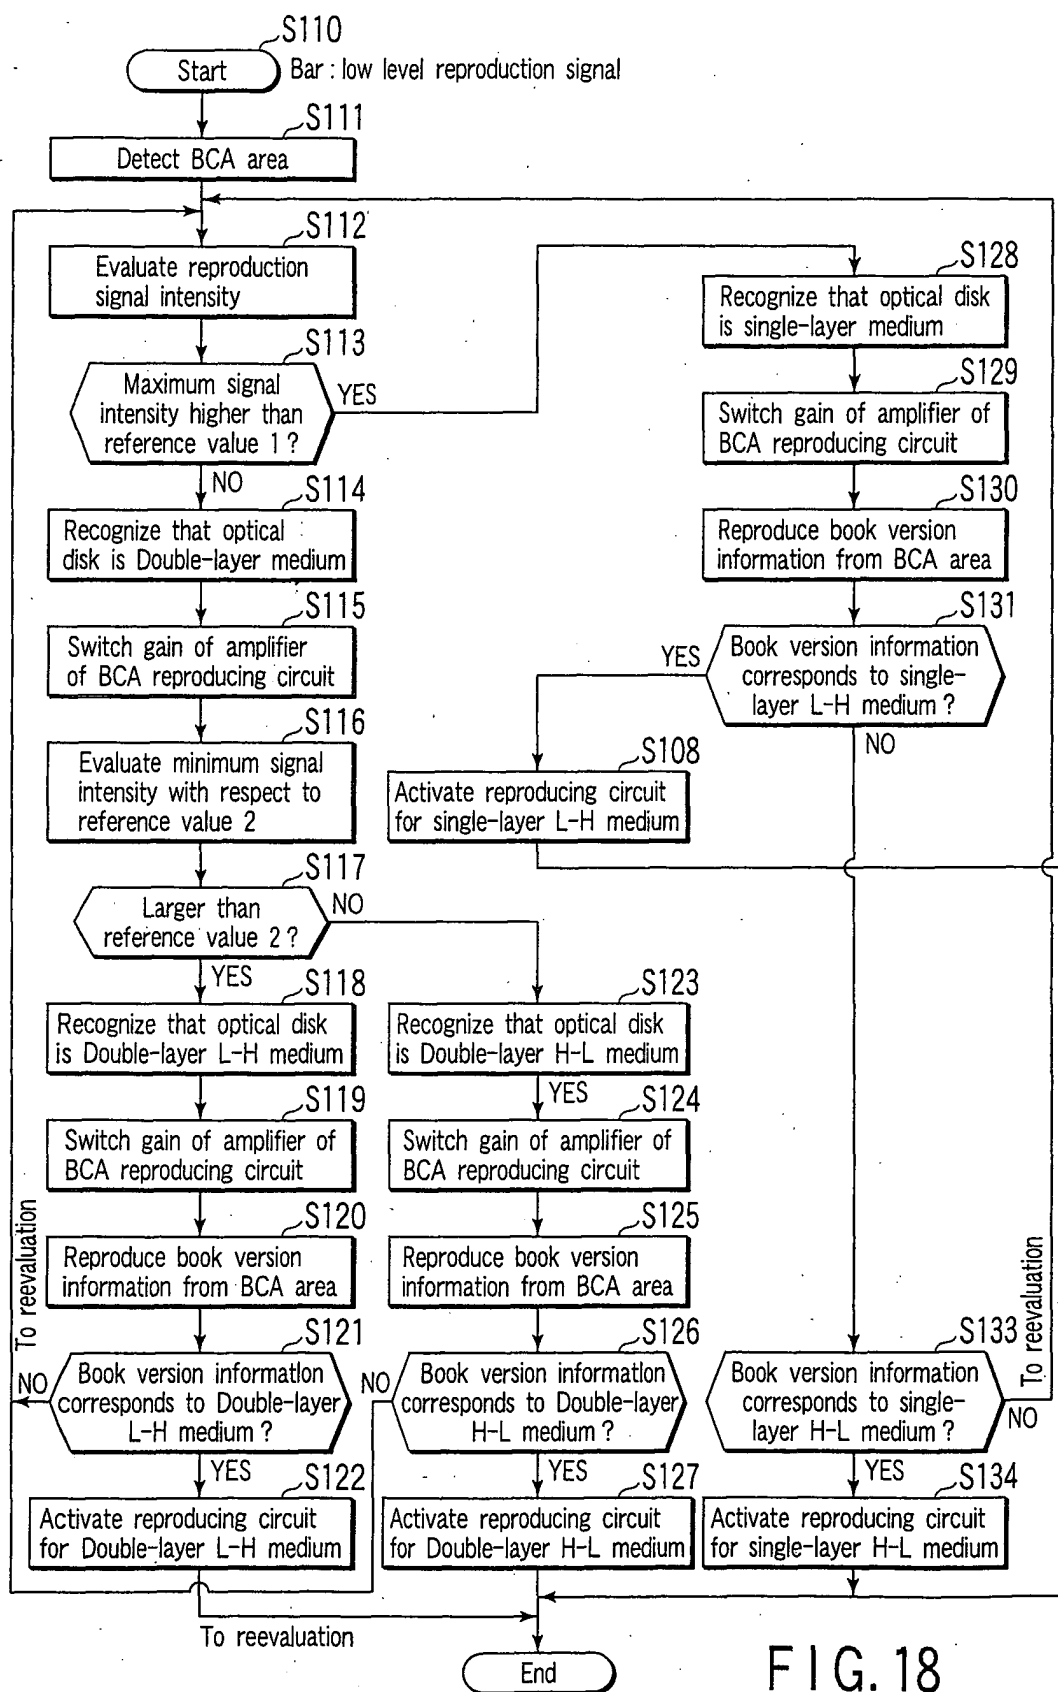 S110
Start
Bar : low level reproduction signal
S111
Detect BCA area
S112
Evaluate reproduction
signal intensity
S113
Maximum signal
intensity higher than
reference value 1 ?
YES
NO
S114
Recognize that optical
disk is Double-layer medium
S115
Switch gain of amplifier
of BCA reproducing circuit
S116
Evaluate minimum signal
intensity with respect to
reference value 2
S117
Larger than
reference value 2 ?
NO
YES
S118
Recognize that optical disk
is Double-layer L-H medium
S119
Switch gain of amplifier of
BCA reproducing circuit
S120
Reproduce book version
information from BCA area
To reevaluation
S121
Book version information
corresponds to Double-layer
L-H medium ?
NO
YES
S122
Activate reproducing circuit
for Double-layer L-H medium
To reevaluation
S123
Recognize that optical disk
is Double-layer H-L medium
YES
S124
Switch gain of amplifier of
BCA reproducing circuit
S125
Reproduce book version
information from BCA area
S126
Book version information
corresponds to Double-layer
H-L medium ?
NO
YES
S127
Activate reproducing circuit
for Double-layer H-L medium
S128
Recognize that optical disk
is single-layer medium
S129
Switch gain of amplifier of
BCA reproducing circuit
S130
Reproduce book version
information from BCA area
S131
Book version information
corresponds to single-
layer L-H medium ?
YES
NO
S108
Activate reproducing circuit
for single-layer L-H medium
S133
Book version information
corresponds to single-
layer H-L medium ?
To reevaluation
NO
YES
S134
Activate reproducing circuit
for single-layer H-L medium
End
FIG. 18